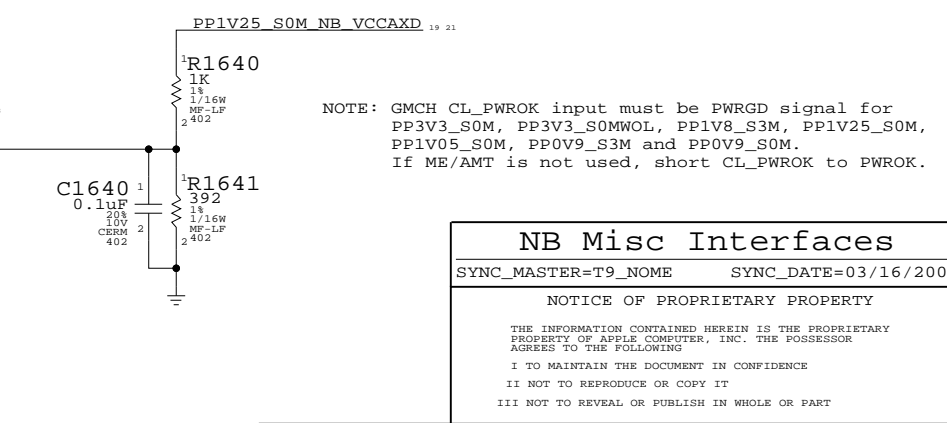 PP1V25_S0M_NB_VCCAXD 19 21
1
R1640
1K
1%
1/16W
MF-LF
402
2
NOTE: GMCH CL_PWROK input must be PWRGD signal for
PP3V3_S0M, PP3V3_S0MWOL, PP1V8_S3M, PP1V25_S0M,
PP1V05_S0M, PP0V9_S3M and PP0V9_S0M.
If ME/AMT is not used, short CL_PWROK to PWROK.
C1640 1
0.1uF
20%
10V
CERM
402
2
1
R1641
392
1%
1/16W
MF-LF
402
2
NB Misc Interfaces
SYNC_MASTER=T9_NOME SYNC_DATE=03/16/200
NOTICE OF PROPRIETARY PROPERTY
THE INFORMATION CONTAINED HEREIN IS THE PROPRIETARY
PROPERTY OF APPLE COMPUTER, INC. THE POSSESSOR
AGREES TO THE FOLLOWING
I TO MAINTAIN THE DOCUMENT IN CONFIDENCE
II NOT TO REPRODUCE OR COPY IT
III NOT TO REVEAL OR PUBLISH IN WHOLE OR PART